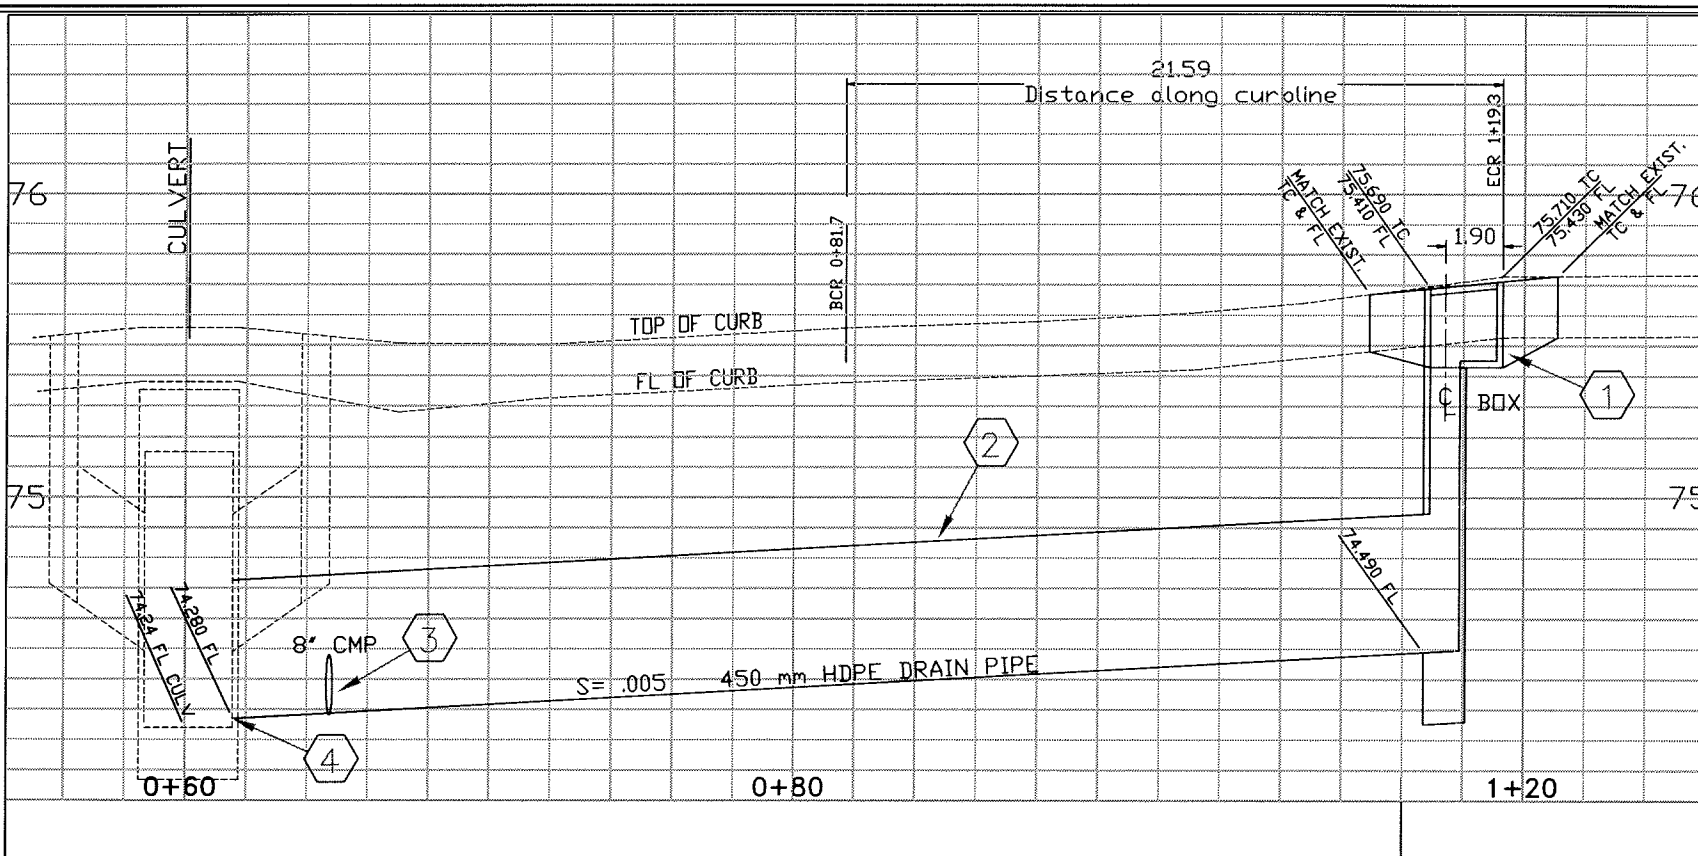 21.59
Distance along curbline
ECR 1+19.3
CULVERT
76
MATCH EXIST.
TC & FL
75.690 TC
75.410 FL
75.710 TC
75.430 FL
MATCH EXIST.
TC & FL
76
1.90
BCR 0+81.7
TOP OF CURB
FL OF CURB
CL
BOX
1
2
75
75
74.490 FL
74.24 FL CULV.
74.280 FL
8" CMP
3
S= .005 450 mm HDPE DRAIN PIPE
4
0+60
0+80
1+20